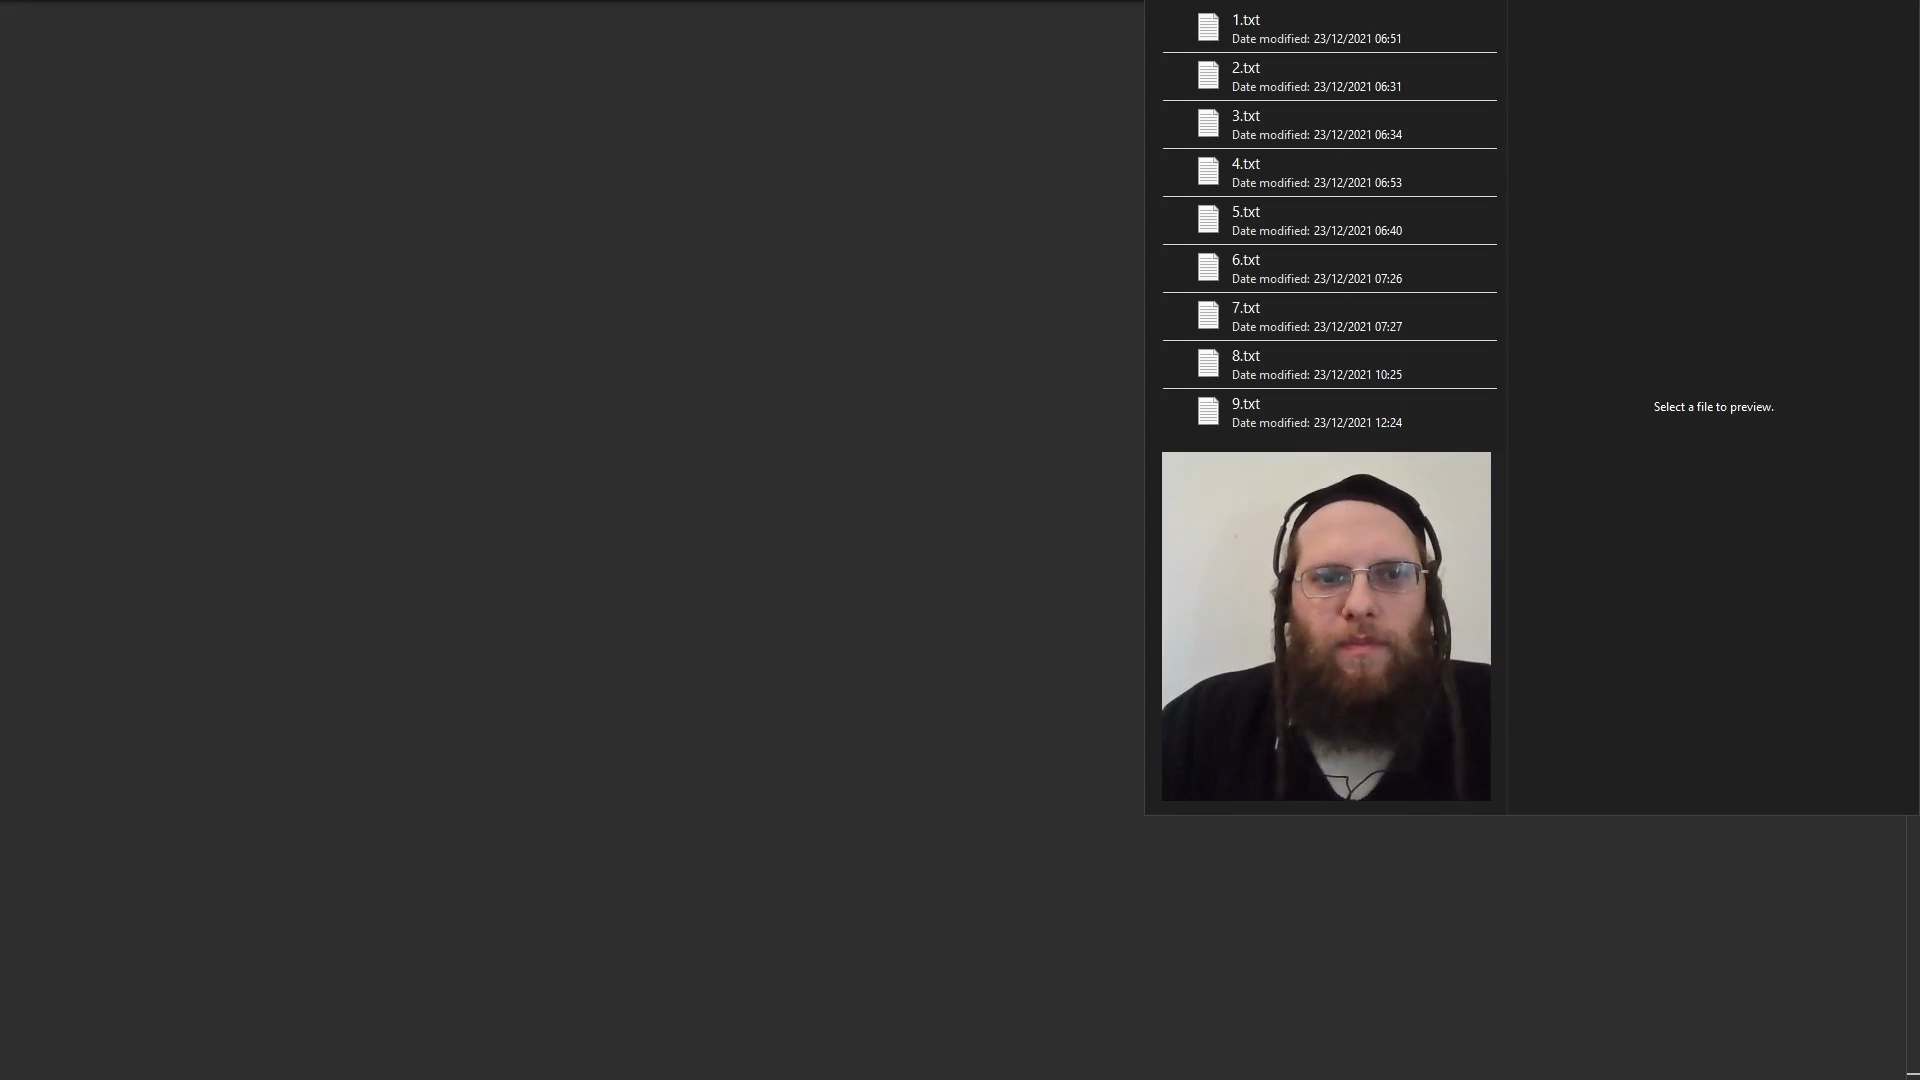 1.txt
Date modified: 23/12/2021 06:51
2.txt
Date modified: 23/12/2021 06:31
3.txt
Date modified: 23/12/2021 06:34
4.txt
Date modified: 23/12/2021 06:53
5.txt
Date modified: 23/12/2021 06:40
6.txt
Date modified: 23/12/2021 07:26
7.txt
Date modified: 23/12/2021 07:27
8.txt
Date modified: 23/12/2021 10:25
9.txt
Date modified: 23/12/2021 12:24
Select a file to preview.